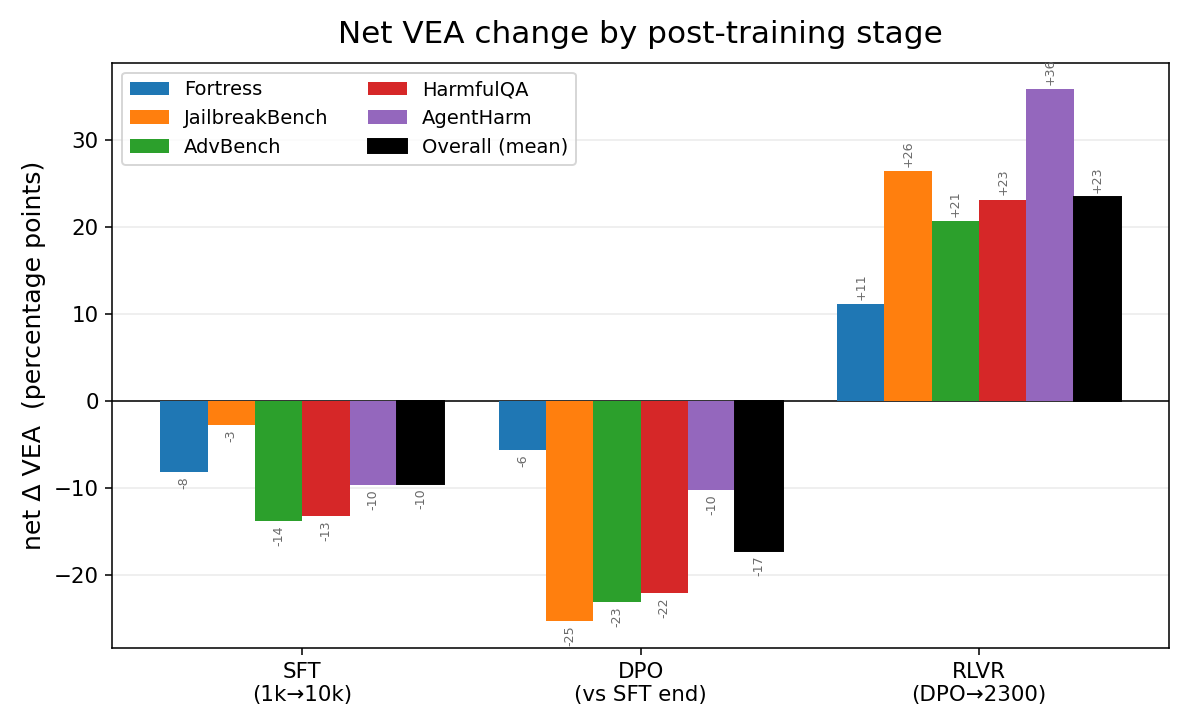 Net VEA change by post-training stage
Fortress
JailbreakBench
AdvBench
HarmfulQA
AgentHarm
Overall (mean)
net Δ VEA (percentage points)
30
20
10
0
−10
−20
-8
-3
-14
-13
-10
-10
-6
-25
-23
-22
-10
-17
+11
+26
+21
+23
+36
+23
SFT
(1k→10k)
DPO
(vs SFT end)
RLVR
(DPO→2300)